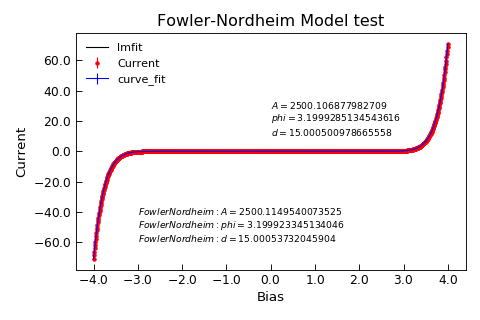 Fowler-Nordheim Model test
lmfit
Current
curve_fit
A = 2500.106877982709
phi = 3.1999285134543616
d = 15.000500978665558
FowlerNordheim: A = 2500.1149540073525
FowlerNordheim: phi = 3.199923345134046
FowlerNordheim: d = 15.00053732045904
Current
60.0
40.0
20.0
0.0
−20.0
−40.0
−60.0
−4.0 −3.0 −2.0 −1.0 0.0 1.0 2.0 3.0 4.0
Bias